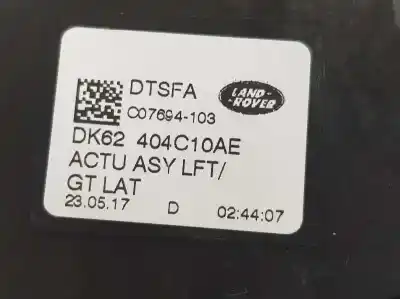 DTSFA
LAND-
-ROVER
C07694-103
DK62 404C10AE
ACTU ASY LFT/
GT LAT
23.05.17 D 02:44:07